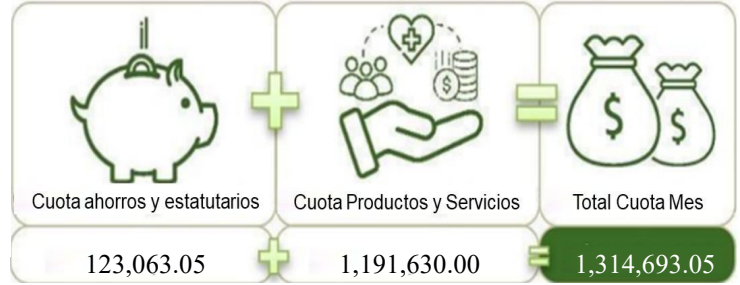 Cuota ahorros y estatutarios
Cuota Productos y Servicios
Total Cuota Mes
123,063.05
1,191,630.00
1,314,693.05